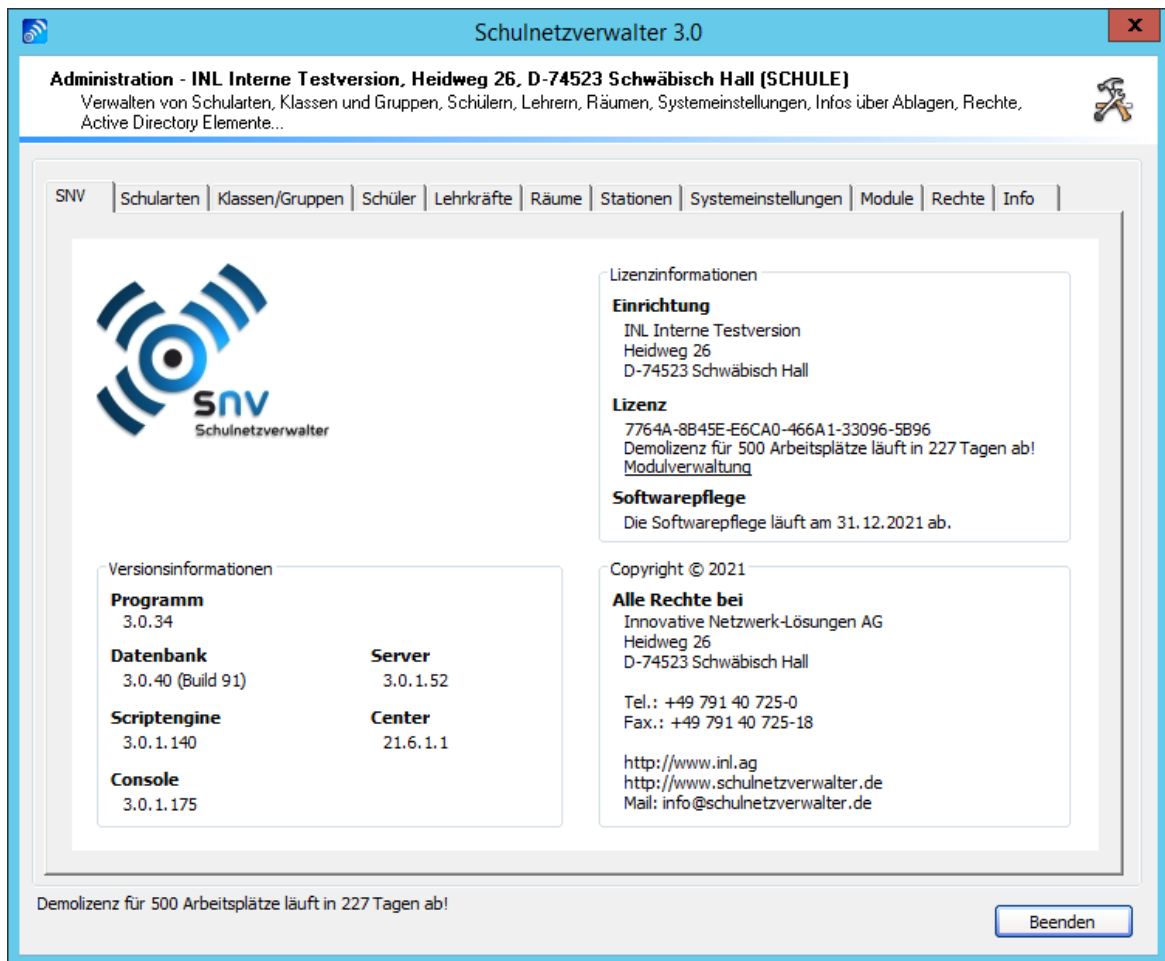 Schulnetzverwalter 3.0
x
Administration - INL Interne Testversion, Heidweg 26, D-74523 Schwäbisch Hall (SCHULE)
Verwalten von Schularten, Klassen und Gruppen, Schülern, Lehrern, Räumen, Systemeinstellungen, Infos über Ablagen, Rechte,
Active Directory Elemente...
SNV Schularten Klassen/Gruppen Schüler Lehrkräfte Räume Stationen Systemeinstellungen Module Rechte Info
snv
Schulnetzverwalter
Lizenzinformationen
Einrichtung
INL Interne Testversion
Heidweg 26
D-74523 Schwäbisch Hall
Lizenz
7764A-8B45E-E6CA0-466A1-33096-5B96
Demolizenz für 500 Arbeitsplätze läuft in 227 Tagen ab!
Modulverwaltung
Softwarepflege
Die Softwarepflege läuft am 31.12.2021 ab.
Versionsinformationen
Programm
3.0.34
Datenbank Server
3.0.40 (Build 91) 3.0.1.52
Scriptengine Center
3.0.1.140 21.6.1.1
Console
3.0.1.175
Copyright © 2021
Alle Rechte bei
Innovative Netzwerk-Lösungen AG
Heidweg 26
D-74523 Schwäbisch Hall
Tel.: +49 791 40 725-0
Fax.: +49 791 40 725-18
http://www.inl.ag
http://www.schulnetzverwalter.de
Mail: info@schulnetzverwalter.de
Demolizenz für 500 Arbeitsplätze läuft in 227 Tagen ab!
Beenden